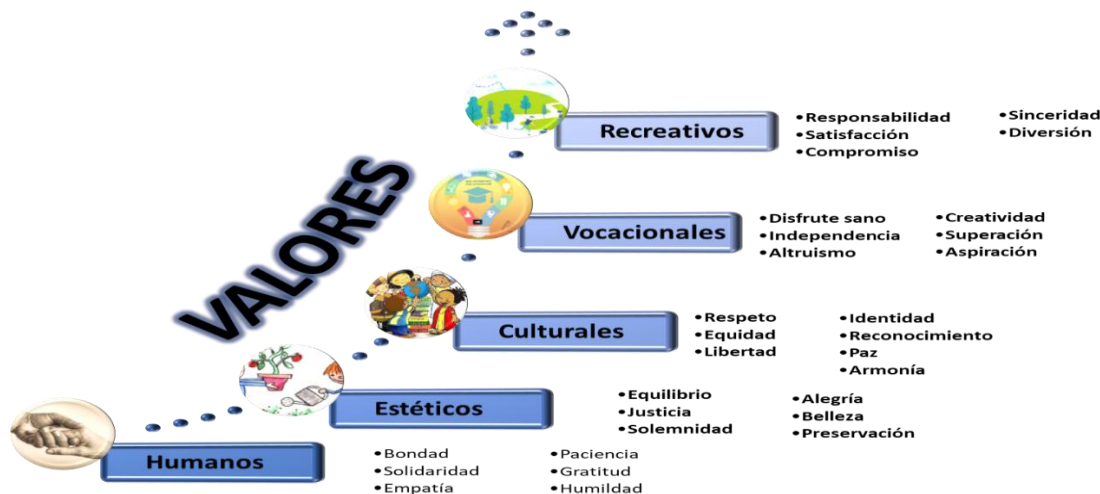 VALORES
Recreativos
•Responsabilidad
•Satisfacción
•Compromiso
•Sinceridad
•Diversión
Vocacionales
•Disfrute sano
•Independencia
•Altruismo
•Creatividad
•Superación
•Aspiración
Culturales
•Respeto
•Equidad
•Libertad
•Identidad
•Reconocimiento
•Paz
•Armonía
Estéticos
•Equilibrio
•Justicia
•Solemnidad
•Alegría
•Belleza
•Preservación
Humanos
•Bondad
•Solidaridad
•Empatía
•Paciencia
•Gratitud
•Humildad